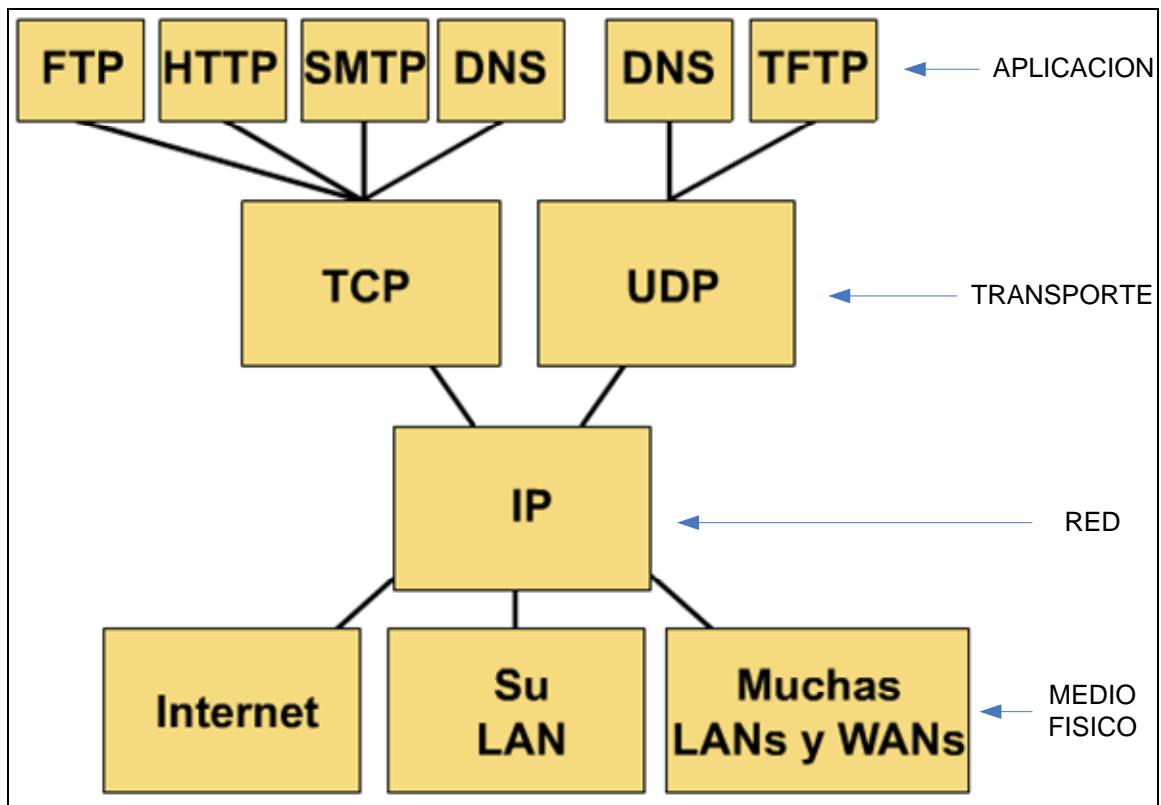 FTP
HTTP
SMTP
DNS
DNS
TFTP
APLICACION
TCP
UDP
TRANSPORTE
IP
RED
Internet
Su
LAN
Muchas
LANs y WANs
MEDIO
FISICO